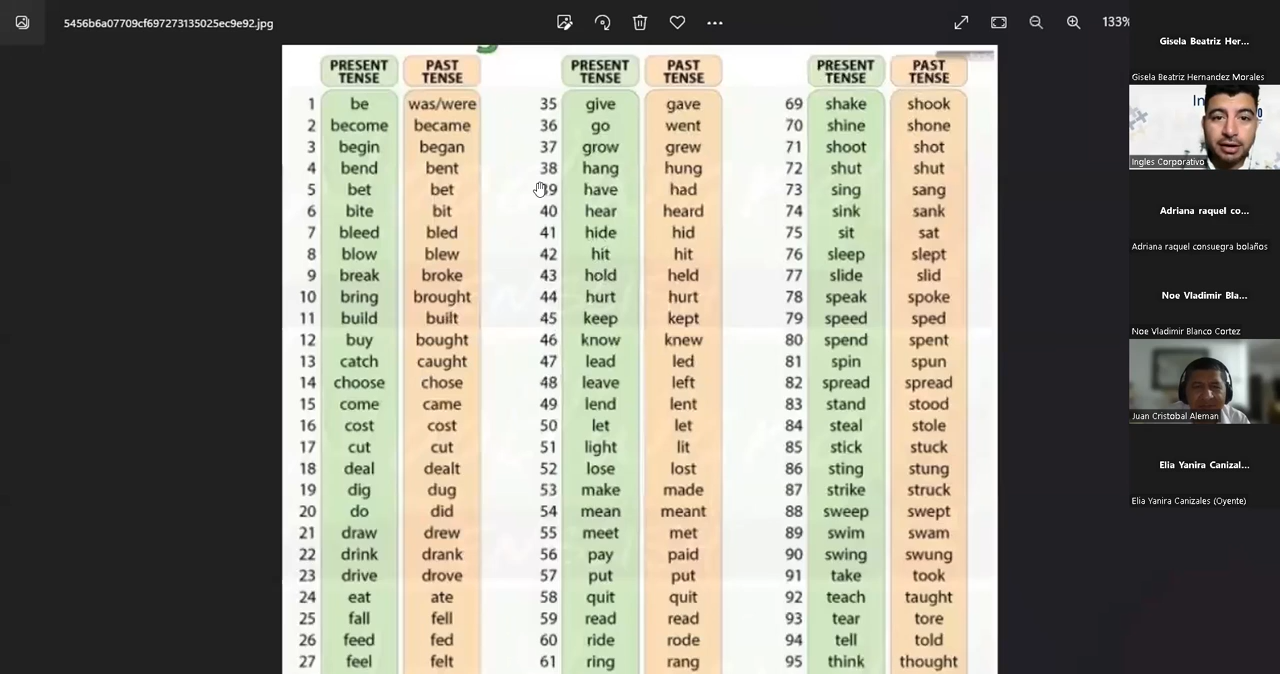 5456b6a07709cf697273135025ec9e92.jpg
133%
PRESENT TENSE PAST TENSE PRESENT TENSE PAST TENSE PRESENT TENSE PAST TENSE
1 be was/were 35 give gave 69 shake shook
2 become became 36 go went 70 shine shone
3 begin began 37 grow grew 71 shoot shot
4 bend bent 38 hang hung 72 shut shut
5 bet bet 39 have had 73 sing sang
6 bite bit 40 hear heard 74 sink sank
7 bleed bled 41 hide hid 75 sit sat
8 blow blew 42 hit hit 76 sleep slept
9 break broke 43 hold held 77 slide slid
10 bring brought 44 hurt hurt 78 speak spoke
11 build built 45 keep kept 79 speed sped
12 buy bought 46 know knew 80 spend spent
13 catch caught 47 lead led 81 spin spun
14 choose chose 48 leave left 82 spread spread
15 come came 49 lend lent 83 stand stood
16 cost cost 50 let let 84 steal stole
17 cut cut 51 light lit 85 stick stuck
18 deal dealt 52 lose lost 86 sting stung
19 dig dug 53 make made 87 strike struck
20 do did 54 mean meant 88 sweep swept
21 draw drew 55 meet met 89 swim swam
22 drink drank 56 pay paid 90 swing swung
23 drive drove 57 put put 91 take took
24 eat ate 58 quit quit 92 teach taught
25 fall fell 59 read read 93 tear tore
26 feed fed 60 ride rode 94 tell told
27 feel felt 61 ring rang 95 think thought
Gisela Beatriz Her...
Gisela Beatriz Hernandez Morales
Ingles Corporativo
Adriana raquel co...
Adriana raquel consuegra bolaños
Noe Vladimir Bla...
Noe Vladimir Blanco Cortez
Juan Cristobal Aleman
Elia Yanira Canizal...
Elia Yanira Canizales (Oyente)